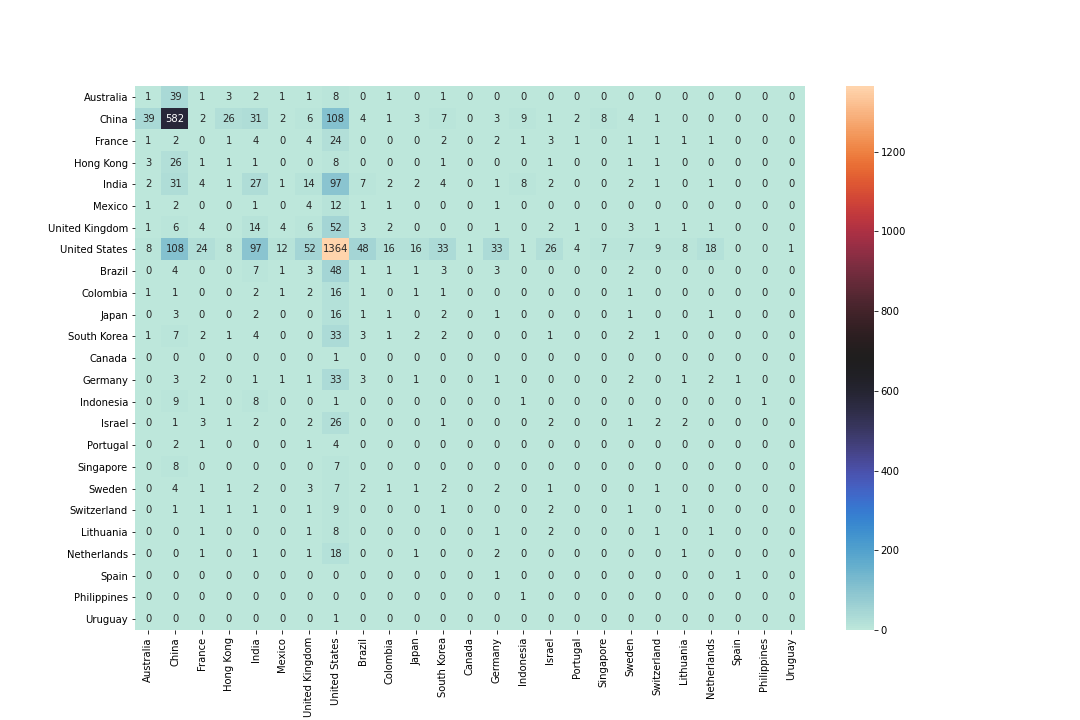 Australia 1 39 1 3 2 1 1 8 0 1 0 1 0 0 0 0 0 0 0 0 0 0 0 0 0
China 39 582 2 26 31 2 6 108 4 1 3 7 0 3 9 1 2 8 4 1 0 0 0 0 0
1200
France 1 2 0 1 4 0 4 24 0 0 0 2 0 2 1 3 1 0 1 1 1 1 0 0 0
Hong Kong 3 26 1 1 1 0 0 8 0 0 0 1 0 0 0 1 0 0 1 1 0 0 0 0 0
India 2 31 4 1 27 1 14 97 7 2 2 4 0 1 8 2 0 0 2 1 0 1 0 0 0
Mexico 1 2 0 0 1 0 4 12 1 1 0 0 0 1 0 0 0 0 0 0 0 0 0 0 0
United Kingdom 1 6 4 0 14 4 6 52 3 2 0 0 0 1 0 2 1 0 3 1 1 1 0 0 0
1000
United States 8 108 24 8 97 12 52 1364 48 16 16 33 1 33 1 26 4 7 7 9 8 18 0 0 1
Brazil 0 4 0 0 7 1 3 48 1 1 1 3 0 3 0 0 0 0 2 0 0 0 0 0 0
Colombia 1 1 0 0 2 1 2 16 1 0 1 1 0 0 0 0 0 0 1 0 0 0 0 0 0
800
Japan 0 3 0 0 2 0 0 16 1 1 0 2 0 1 0 0 0 0 1 0 0 1 0 0 0
South Korea 1 7 2 1 4 0 0 33 3 1 2 2 0 0 0 1 0 0 2 1 0 0 0 0 0
Canada 0 0 0 0 0 0 0 1 0 0 0 0 0 0 0 0 0 0 0 0 0 0 0 0 0
Germany 0 3 2 0 1 1 1 33 3 0 1 0 0 1 0 0 0 0 2 0 1 2 1 0 0
600
Indonesia 0 9 1 0 8 0 0 1 0 0 0 0 0 0 1 0 0 0 0 0 0 0 0 1 0
Israel 0 1 3 1 2 0 2 26 0 0 0 1 0 0 0 2 0 0 1 2 2 0 0 0 0
Portugal 0 2 1 0 0 0 1 4 0 0 0 0 0 0 0 0 0 0 0 0 0 0 0 0 0
Singapore 0 8 0 0 0 0 0 7 0 0 0 0 0 0 0 0 0 0 0 0 0 0 0 0 0
400
Sweden 0 4 1 1 2 0 3 7 2 1 1 2 0 2 0 1 0 0 0 1 0 0 0 0 0
Switzerland 0 1 1 1 1 0 1 9 0 0 0 1 0 0 0 2 0 0 1 0 1 0 0 0 0
Lithuania 0 0 1 0 0 0 1 8 0 0 0 0 0 1 0 2 0 0 0 1 0 1 0 0 0
200
Netherlands 0 0 1 0 1 0 1 18 0 0 1 0 0 2 0 0 0 0 0 0 1 0 0 0 0
Spain 0 0 0 0 0 0 0 0 0 0 0 0 0 1 0 0 0 0 0 0 0 0 1 0 0
Philippines 0 0 0 0 0 0 0 0 0 0 0 0 0 0 1 0 0 0 0 0 0 0 0 0 0
Uruguay 0 0 0 0 0 0 0 1 0 0 0 0 0 0 0 0 0 0 0 0 0 0 0 0 0
0
Australia
China
France
Hong Kong
India
Mexico
United Kingdom
United States
Brazil
Colombia
Japan
South Korea
Canada
Germany
Indonesia
Israel
Portugal
Singapore
Sweden
Switzerland
Lithuania
Netherlands
Spain
Philippines
Uruguay